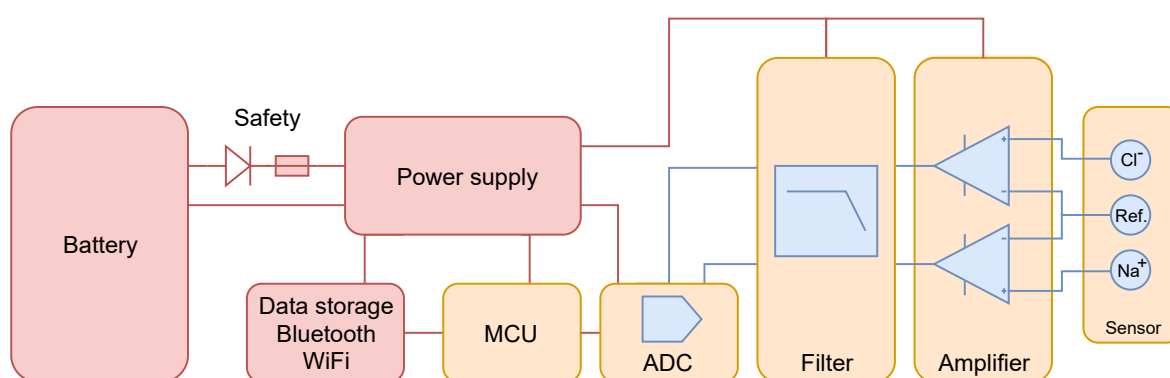 Safety
Battery
Power supply
Data storage
Bluetooth
WiFi
MCU
ADC
Filter
Amplifier
+
-
-
+
Cl⁻
Ref.
Na⁺
Sensor